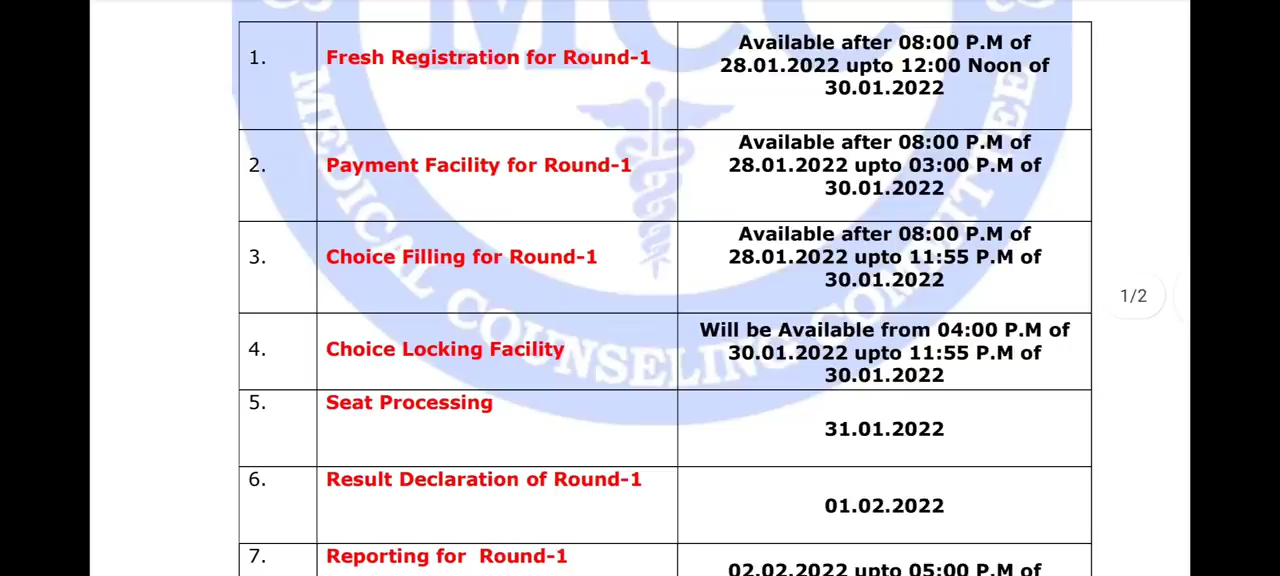 MCC
MEDICAL COUNSELING COMMITTEE
1. Fresh Registration for Round-1
Available after 08:00 P.M of
28.01.2022 upto 12:00 Noon of
30.01.2022
2. Payment Facility for Round-1
Available after 08:00 P.M of
28.01.2022 upto 03:00 P.M of
30.01.2022
3. Choice Filling for Round-1
Available after 08:00 P.M of
28.01.2022 upto 11:55 P.M of
30.01.2022
4. Choice Locking Facility
Will be Available from 04:00 P.M of
30.01.2022 upto 11:55 P.M of
30.01.2022
5. Seat Processing
31.01.2022
6. Result Declaration of Round-1
01.02.2022
7. Reporting for Round-1
02.02.2022 upto 05:00 P.M of
1/2